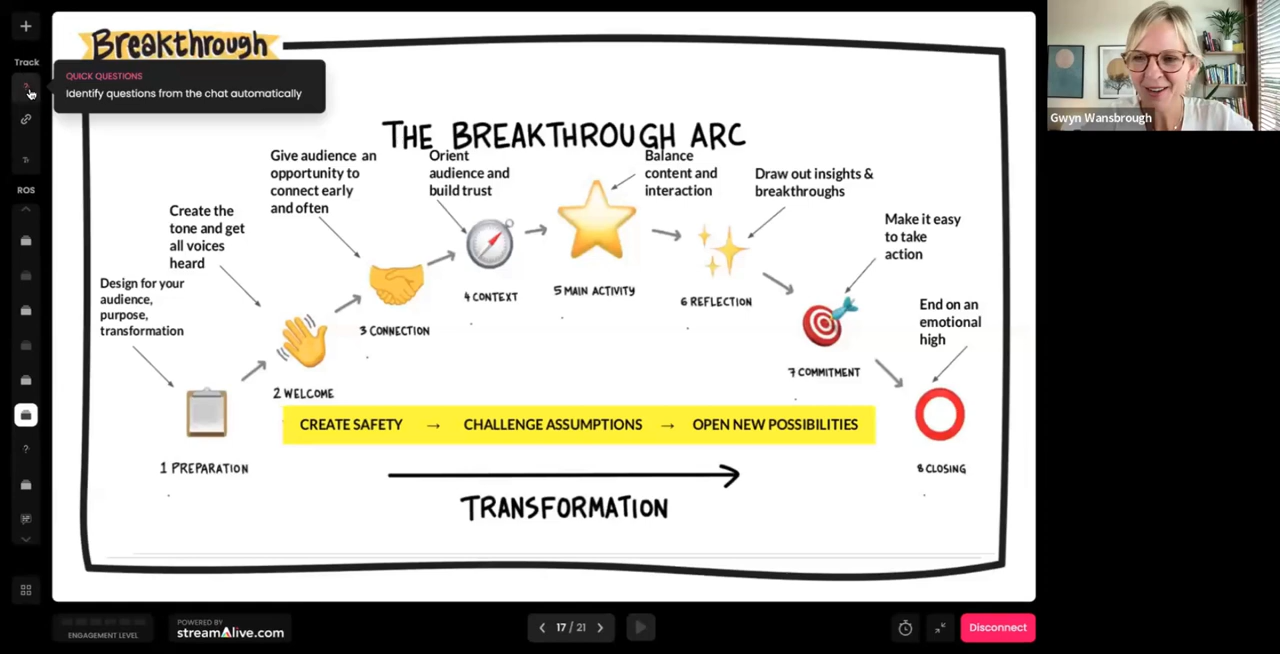 Breakthrough
Track
QUICK QUESTIONS
Identify questions from the chat automatically
Gwyn Wansbrough
THE BREAKTHROUGH ARC
ROS
Design for your
audience,
purpose,
transformation
1 PREPARATION
Create the
tone and get
all voices
heard
2 WELCOME
Give audience an
opportunity to
connect early
and often
3 CONNECTION
Orient
audience and
build trust
4 CONTEXT
Balance
content and
interaction
5 MAIN ACTIVITY
Draw out insights &
breakthroughs
6 REFLECTION
Make it easy
to take
action
7 COMMITMENT
End on an
emotional
high
8 CLOSING
CREATE SAFETY → CHALLENGE ASSUMPTIONS → OPEN NEW POSSIBILITIES
TRANSFORMATION
ENGAGEMENT LEVEL
POWERED BY
streamAlive.com
17 / 21
Disconnect